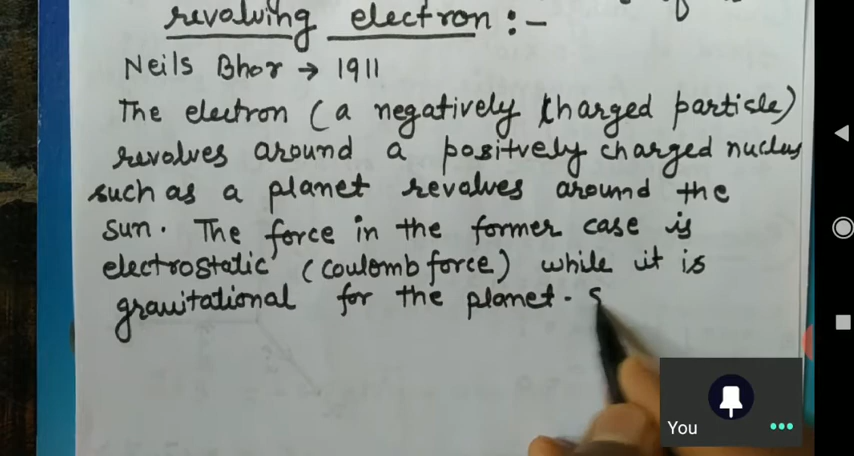 revolving electron :-
Neils Bhor → 1911
The electron (a negatively charged particle)
revolves around a positvely charged nucleus
such as a planet revolves around the
sun. The force in the former case is
electrostatic (Coulomb force) while it is
gravitational for the planet. S
You